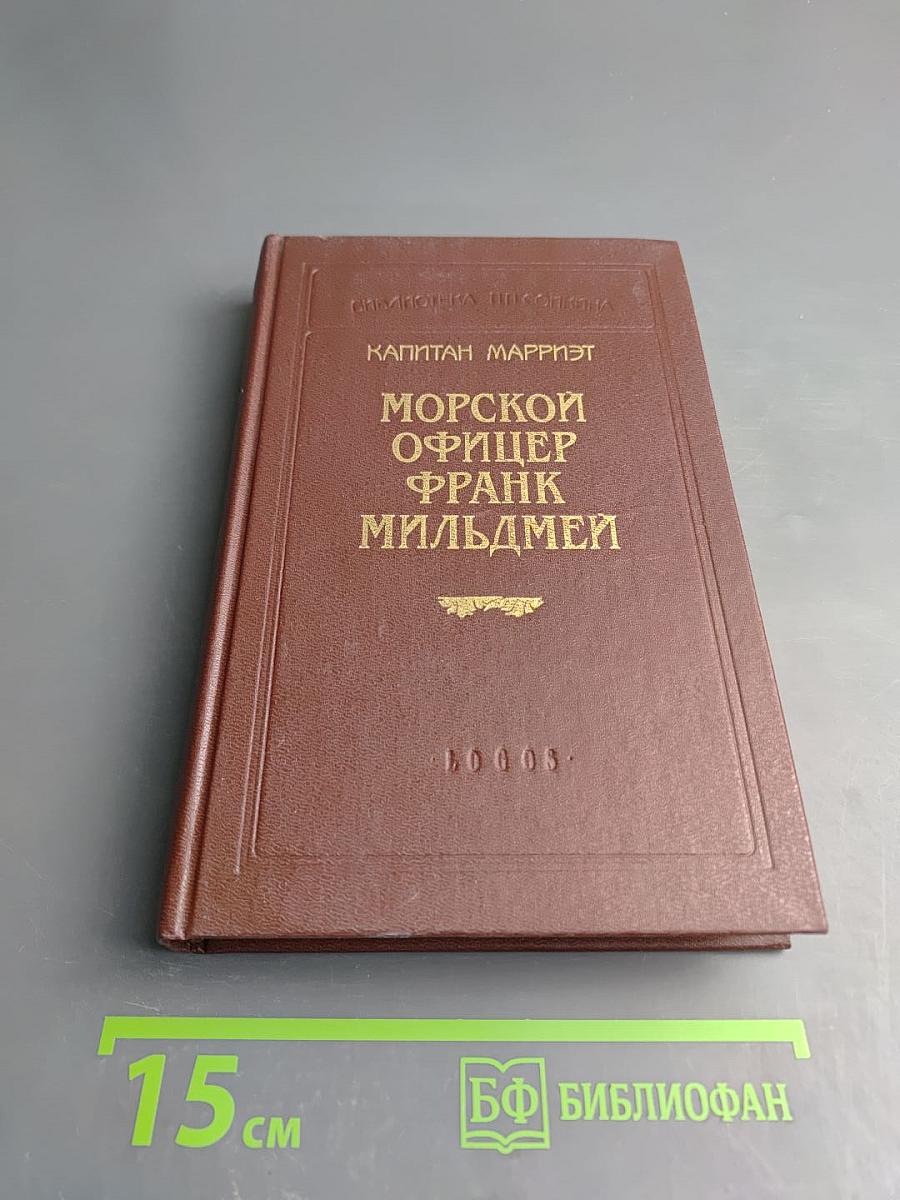 БИБЛИОТЕКА П.П.СОЙКИНА
КАПИТАН МАРРИЭТ
МОРСКОЙ
ОФИЦЕР
ФРАНК
МИЛЬДМЕЙ
·LOGOS·
15 см
БФ БИБЛИОФАН